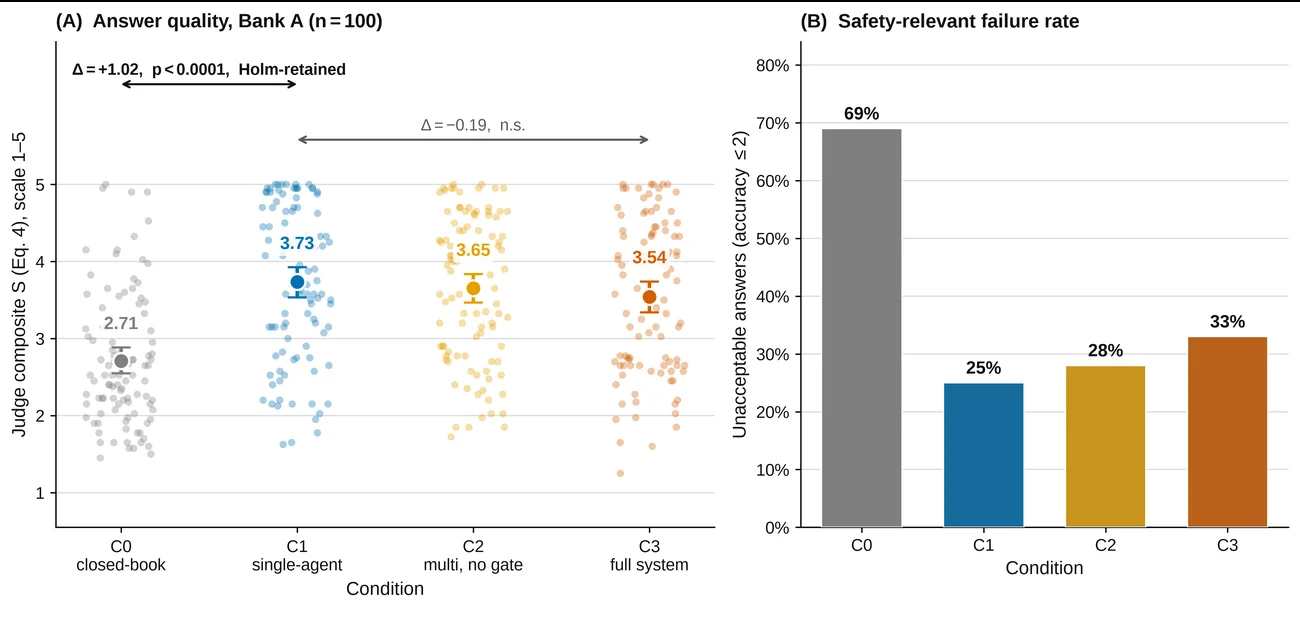 (A) Answer quality, Bank A (n = 100)
Δ = +1.02, p < 0.0001, Holm-retained
Δ = −0.19, n.s.
Judge composite S (Eq. 4), scale 1–5
5
4
3
2
1
2.71
3.73
3.65
3.54
C0
closed-book
C1
single-agent
C2
multi, no gate
C3
full system
Condition
(B) Safety-relevant failure rate
Unacceptable answers (accuracy ≤ 2)
80%
70%
60%
50%
40%
30%
20%
10%
0%
69%
25%
28%
33%
C0
C1
C2
C3
Condition